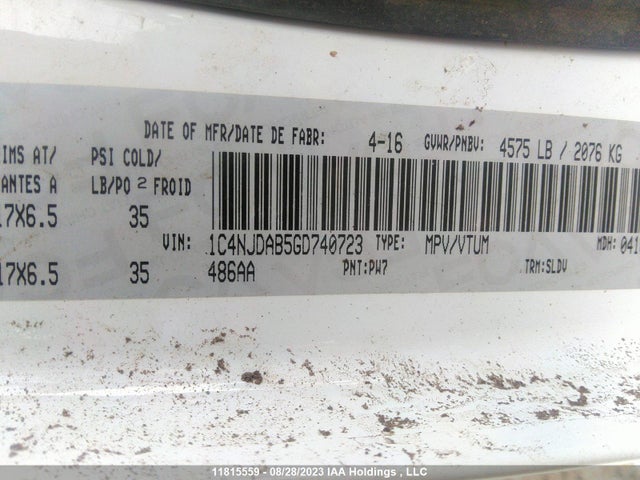 DATE OF MFR/DATE DE FABR: 4-16 GVWR/PNBV: 4575 LB / 2076 KG
IMS AT/ PSI COLD/
ANTES A LB/PO 2 FROID
17X6.5 35
VIN: 1C4NJDAB5GD740723 TYPE: MPV/VTUM MDH: 041
17X6.5 35 486AA PNT:PW7 TRM:SLDV
11815559 - 08/28/2023 IAA Holdings , LLC